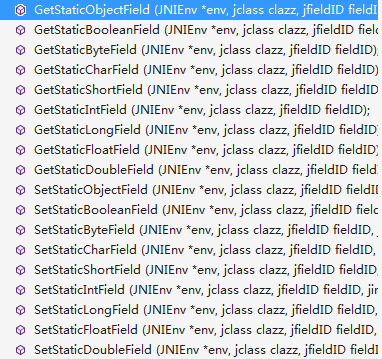 GetStaticObjectField (JNIEnv *env, jclass clazz, jfieldID fieldI
GetStaticBooleanField (JNIEnv *env, jclass clazz, jfieldID fiel
GetStaticByteField (JNIEnv *env, jclass clazz, jfieldID fieldID);
GetStaticCharField (JNIEnv *env, jclass clazz, jfieldID fieldID)
GetStaticShortField (JNIEnv *env, jclass clazz, jfieldID fieldI
GetStaticIntField (JNIEnv *env, jclass clazz, jfieldID fieldID);
GetStaticLongField (JNIEnv *env, jclass clazz, jfieldID fieldID)
GetStaticFloatField (JNIEnv *env, jclass clazz, jfieldID fieldID)
GetStaticDoubleField (JNIEnv *env, jclass clazz, jfieldID field
SetStaticObjectField (JNIEnv *env, jclass clazz, jfieldID fieldI
SetStaticBooleanField (JNIEnv *env, jclass clazz, jfieldID fiel
SetStaticByteField (JNIEnv *env, jclass clazz, jfieldID fieldID, j
SetStaticCharField (JNIEnv *env, jclass clazz, jfieldID fieldID,
SetStaticShortField (JNIEnv *env, jclass clazz, jfieldID fieldID
SetStaticIntField (JNIEnv *env, jclass clazz, jfieldID fieldID, jin
SetStaticLongField (JNIEnv *env, jclass clazz, jfieldID fieldID,
SetStaticFloatField (JNIEnv *env, jclass clazz, jfieldID fieldID,
SetStaticDoubleField (JNIEnv *env, jclass clazz, jfieldID fieldI